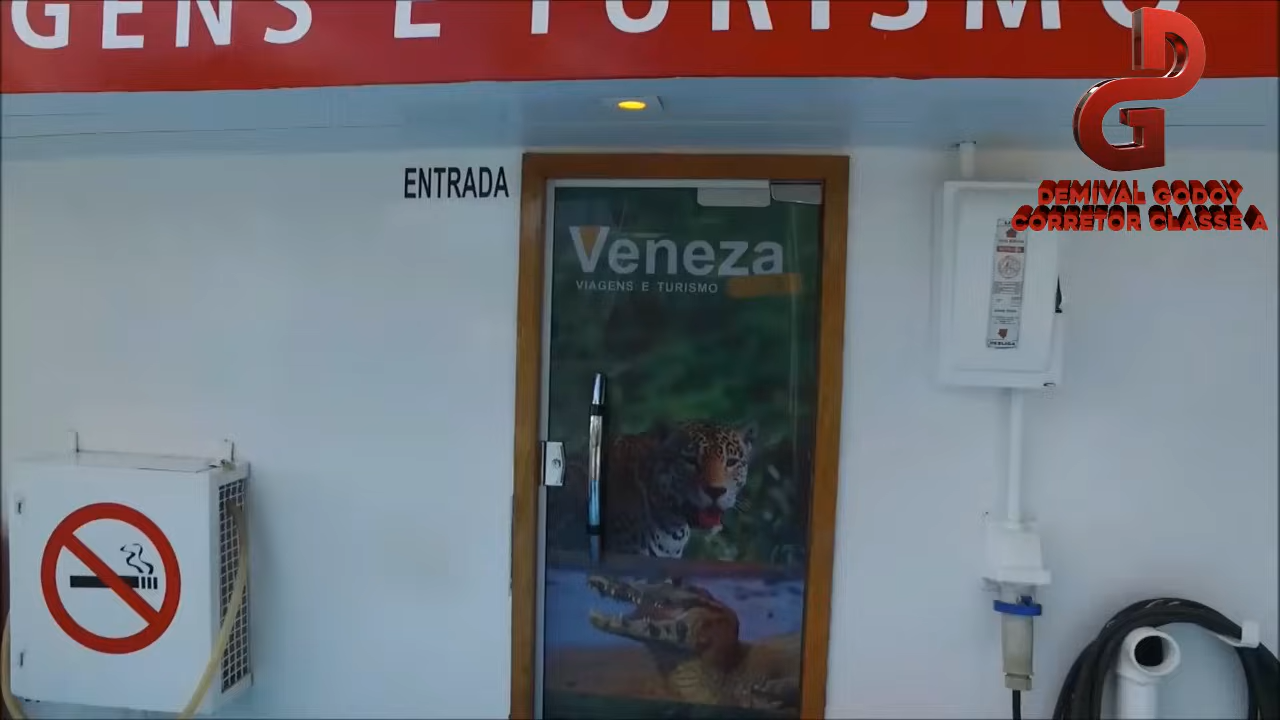 GENS E TURISMO
DEMIVAL GODOY
CORRETOR CLASSE A
ENTRADA
Veneza
VIAGENS E TURISMO